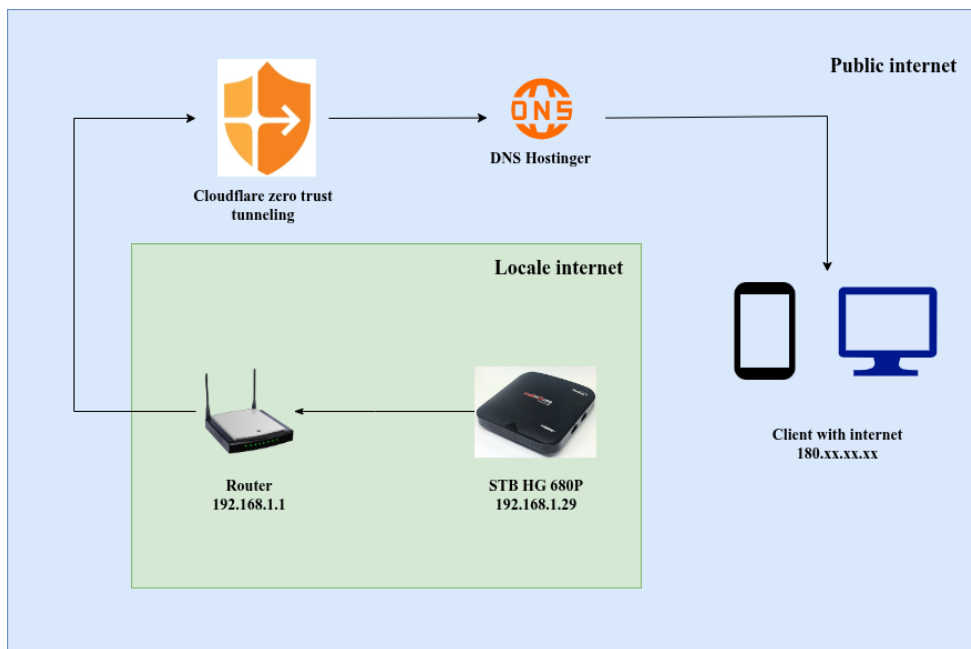 Public internet
DNS
DNS Hostinger
Cloudflare zero trust
tunneling
Locale internet
Router
192.168.1.1
STB HG 680P
192.168.1.29
Client with internet
180.xx.xx.xx